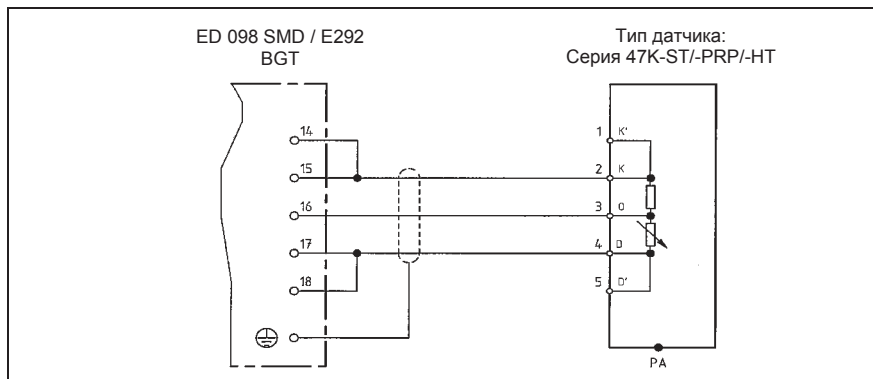 ED 098 SMD / E292
BGT
Тип датчика:
Серия 47K-ST/-PRP/-HT
14
15
16
17
18
1 K'
2 K
3 O
4 D
5 D'
PA